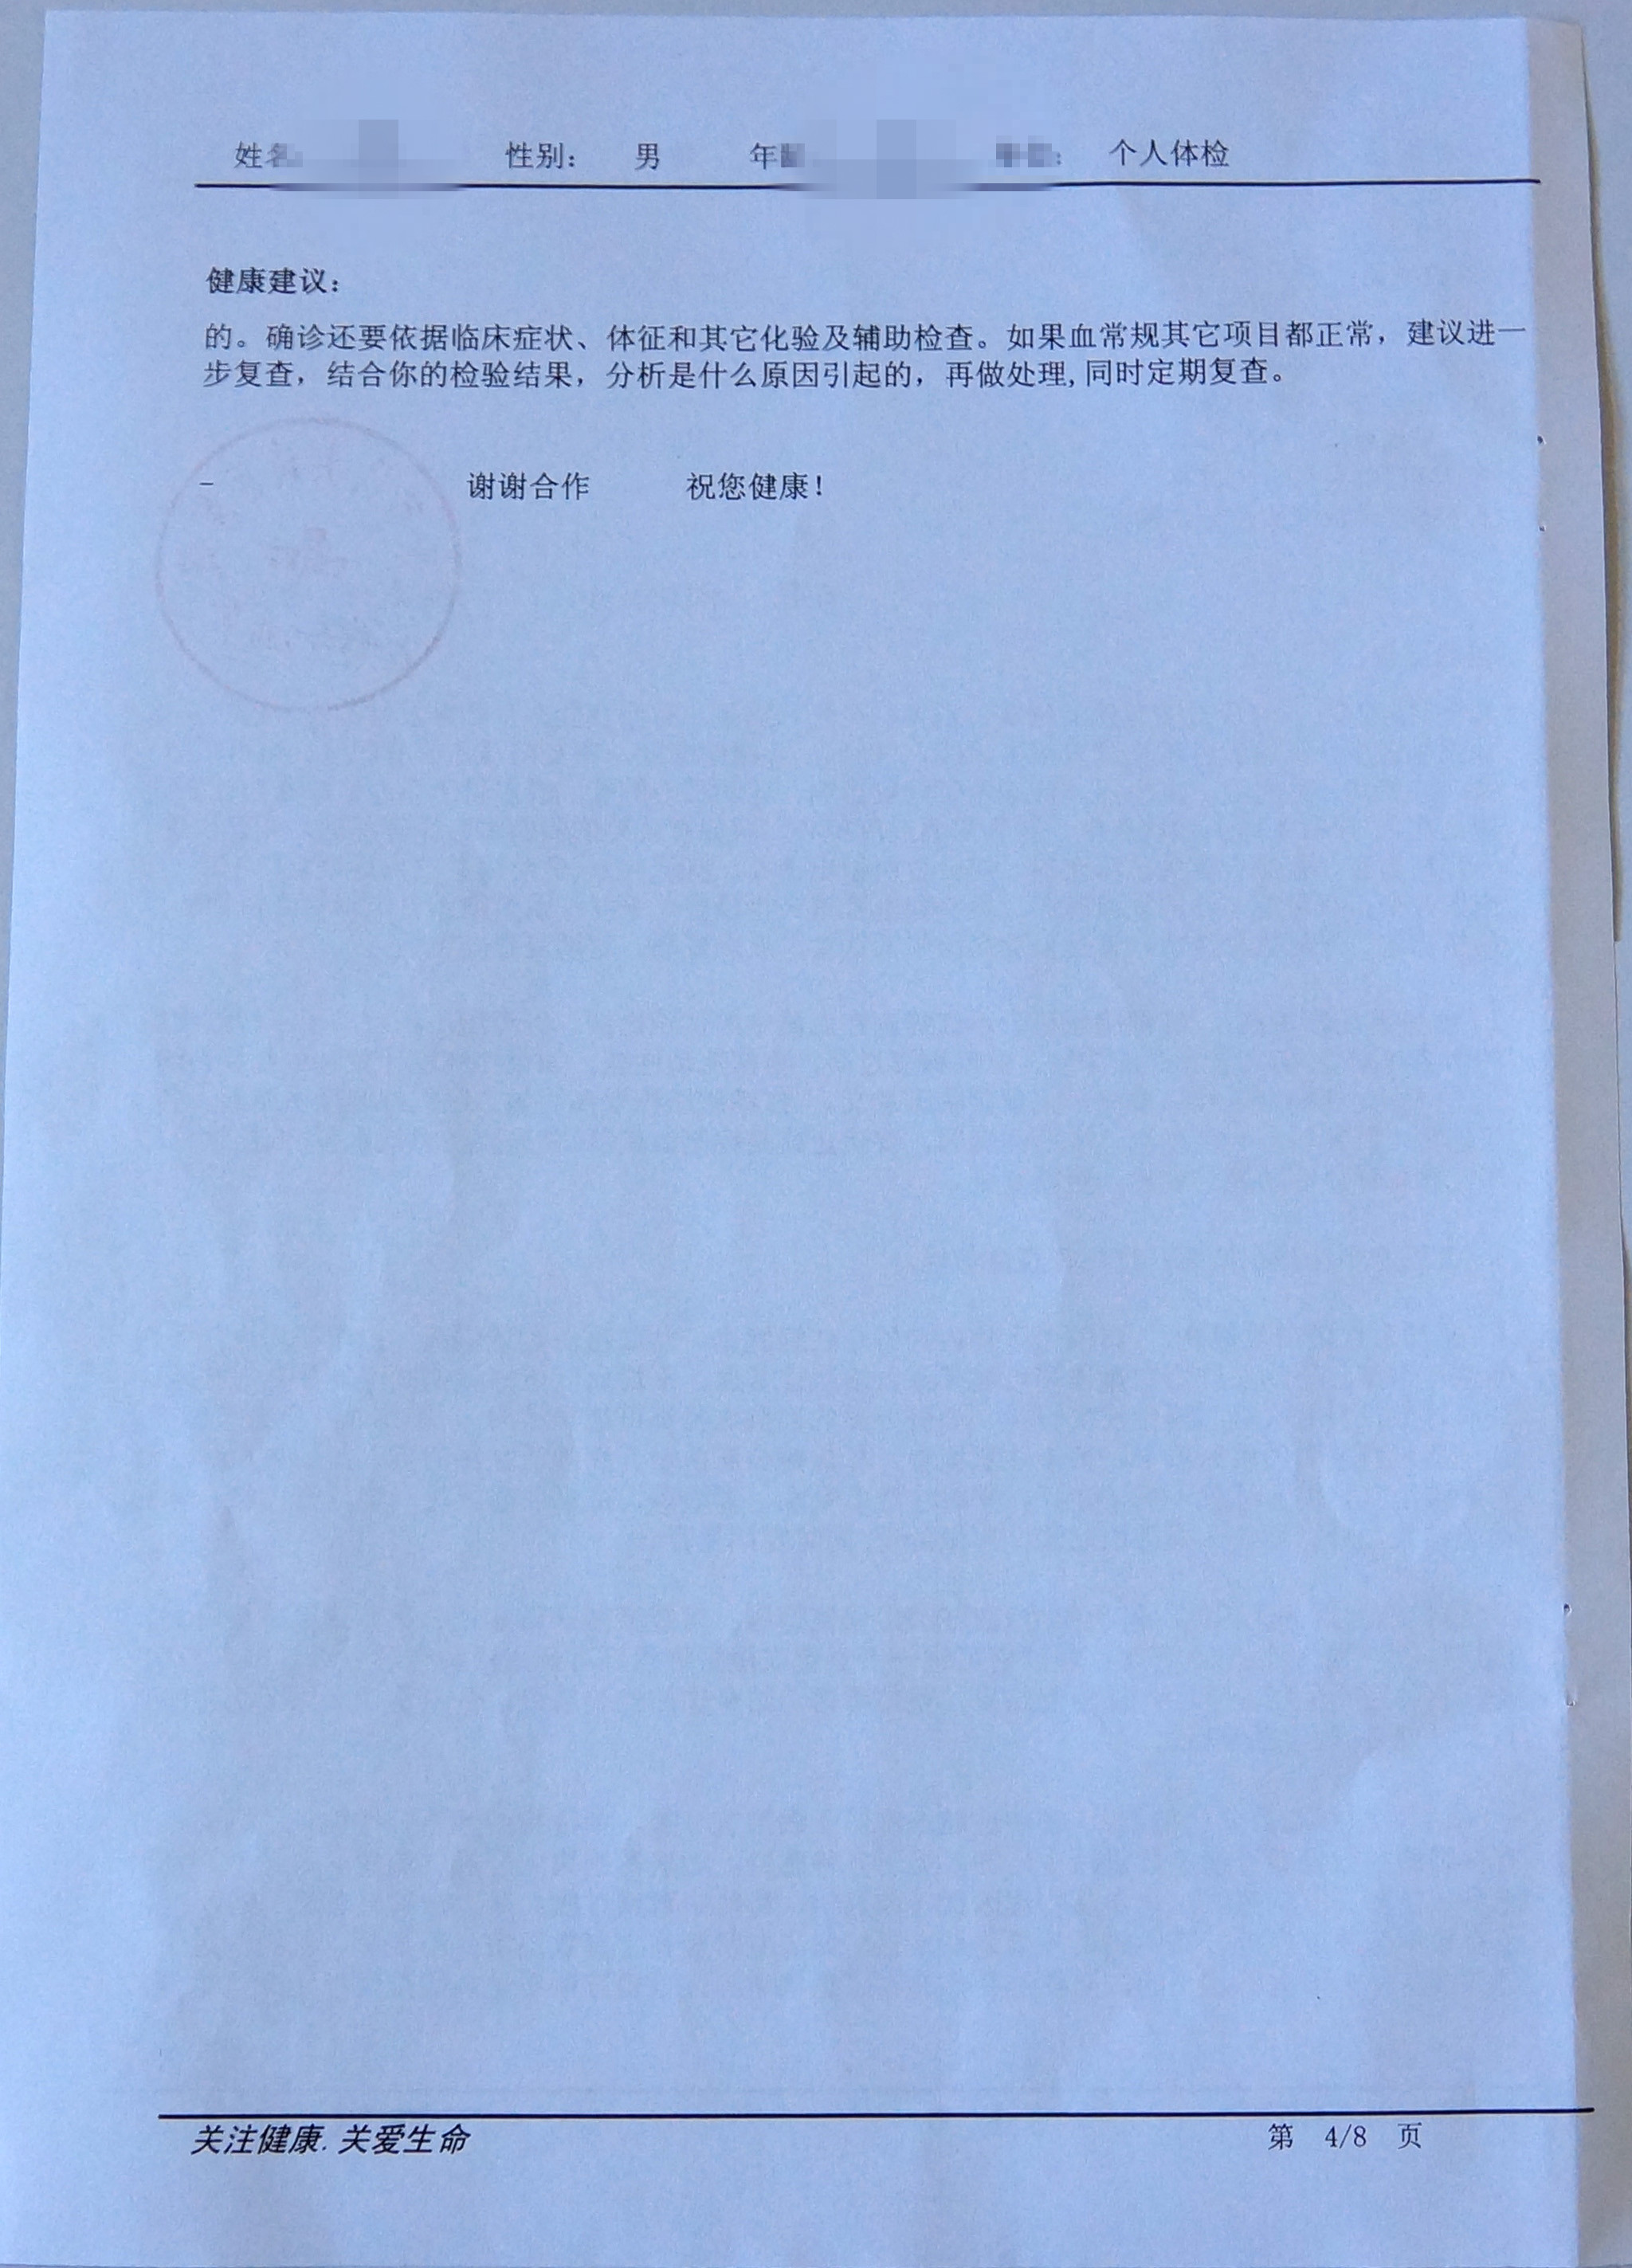 姓名 性别： 男 年龄 ： 个人体检
健康建议：
的。确诊还要依据临床症状、体征和其它化验及辅助检查。如果血常规其它项目都正常，建议进一
步复查，结合你的检验结果，分析是什么原因引起的，再做处理,同时定期复查。
— 谢谢合作 祝您健康！
关注健康.关爱生命 第 4/8 页